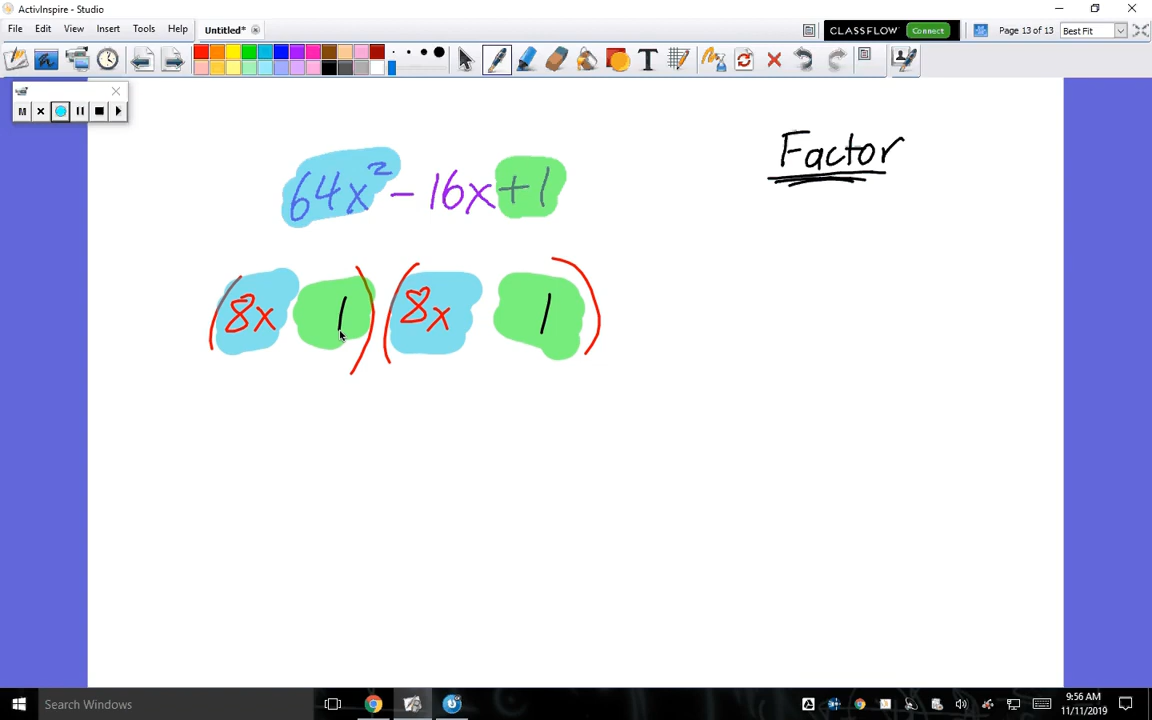 ActivInspire - Studio
File Edit View Insert Tools Help Untitled*
CLASSFLOW Connect Page 13 of 13 Best Fit
M
Factor
64x² - 16x + 1
(8x 1)(8x 1)
Search Windows
9:56 AM
11/11/2019